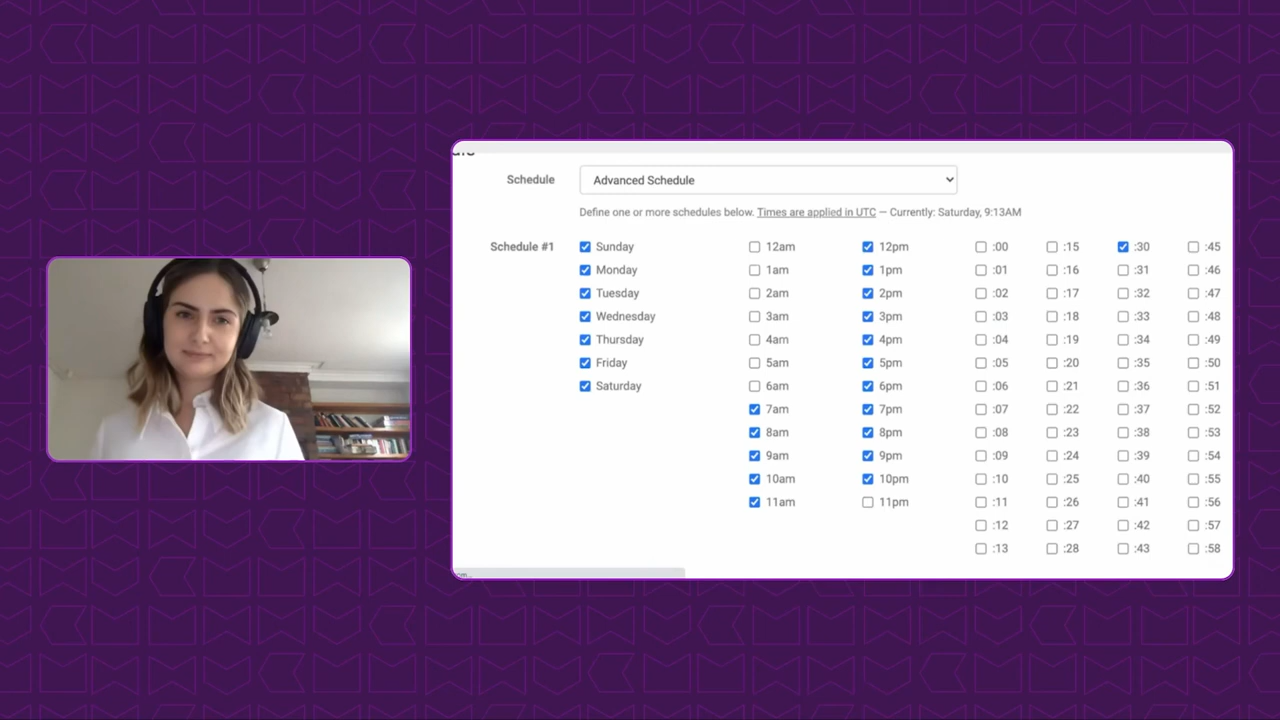 Schedule Advanced Schedule
Define one or more schedules below. Times are applied in UTC — Currently: Saturday, 9:13AM
Schedule #1 Sunday 12am 12pm :00 :15 :30 :45
Monday 1am 1pm :01 :16 :31 :46
Tuesday 2am 2pm :02 :17 :32 :47
Wednesday 3am 3pm :03 :18 :33 :48
Thursday 4am 4pm :04 :19 :34 :49
Friday 5am 5pm :05 :20 :35 :50
Saturday 6am 6pm :06 :21 :36 :51
7am 7pm :07 :22 :37 :52
8am 8pm :08 :23 :38 :53
9am 9pm :09 :24 :39 :54
10am 10pm :10 :25 :40 :55
11am 11pm :11 :26 :41 :56
:12 :27 :42 :57
:13 :28 :43 :58